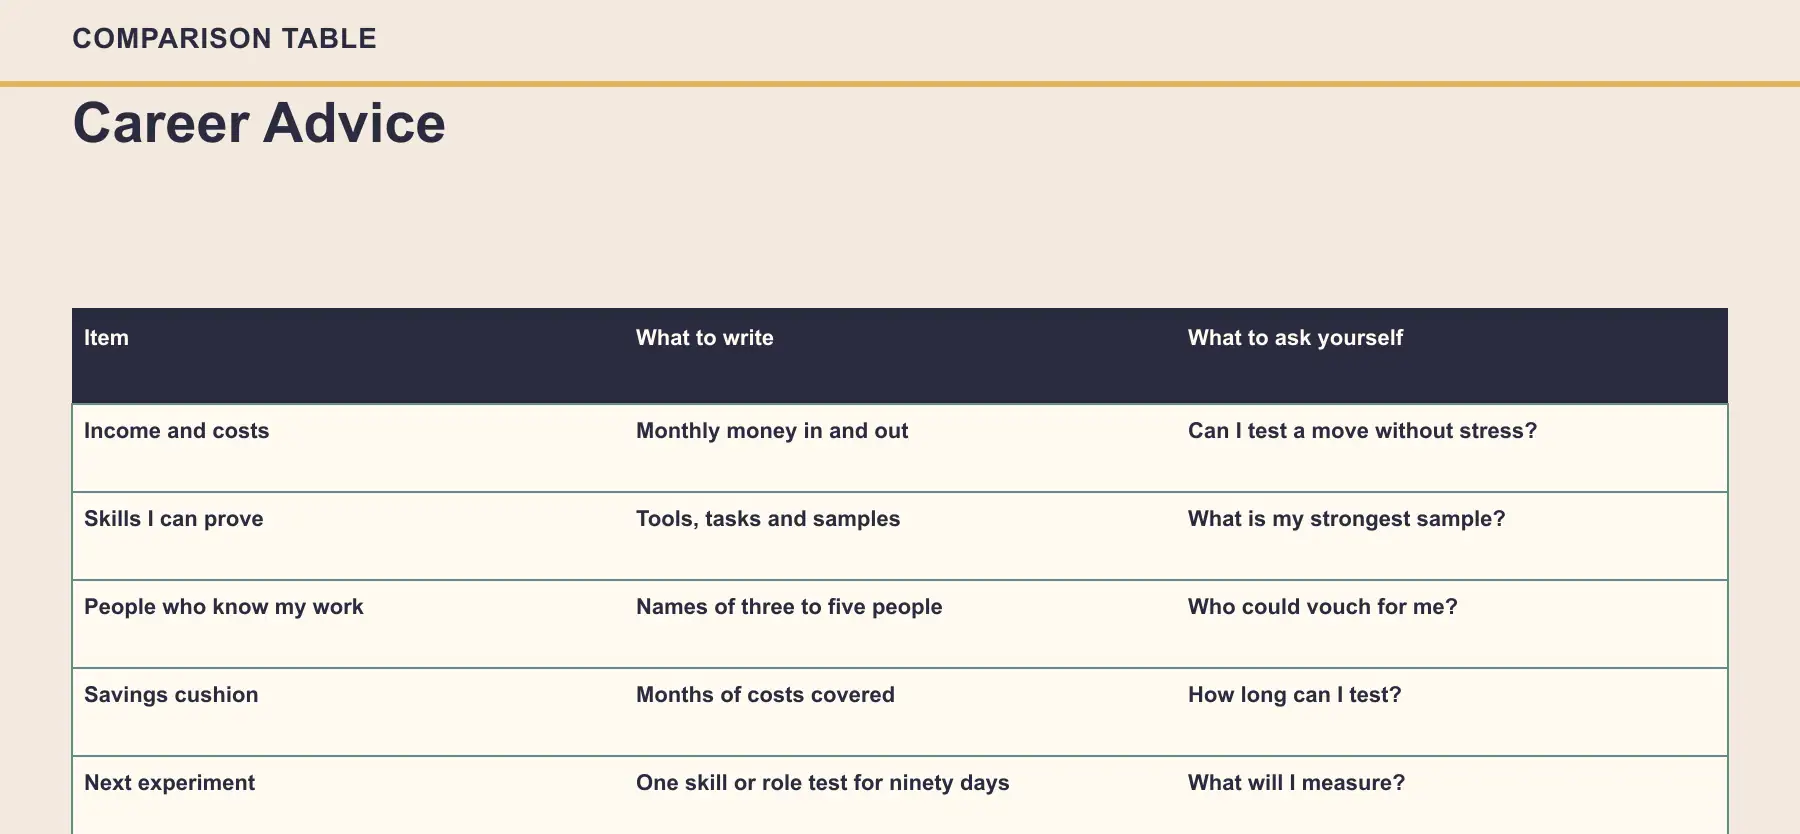 COMPARISON TABLE
Career Advice
Item What to write What to ask yourself
Income and costs Monthly money in and out Can I test a move without stress?
Skills I can prove Tools, tasks and samples What is my strongest sample?
People who know my work Names of three to five people Who could vouch for me?
Savings cushion Months of costs covered How long can I test?
Next experiment One skill or role test for ninety days What will I measure?